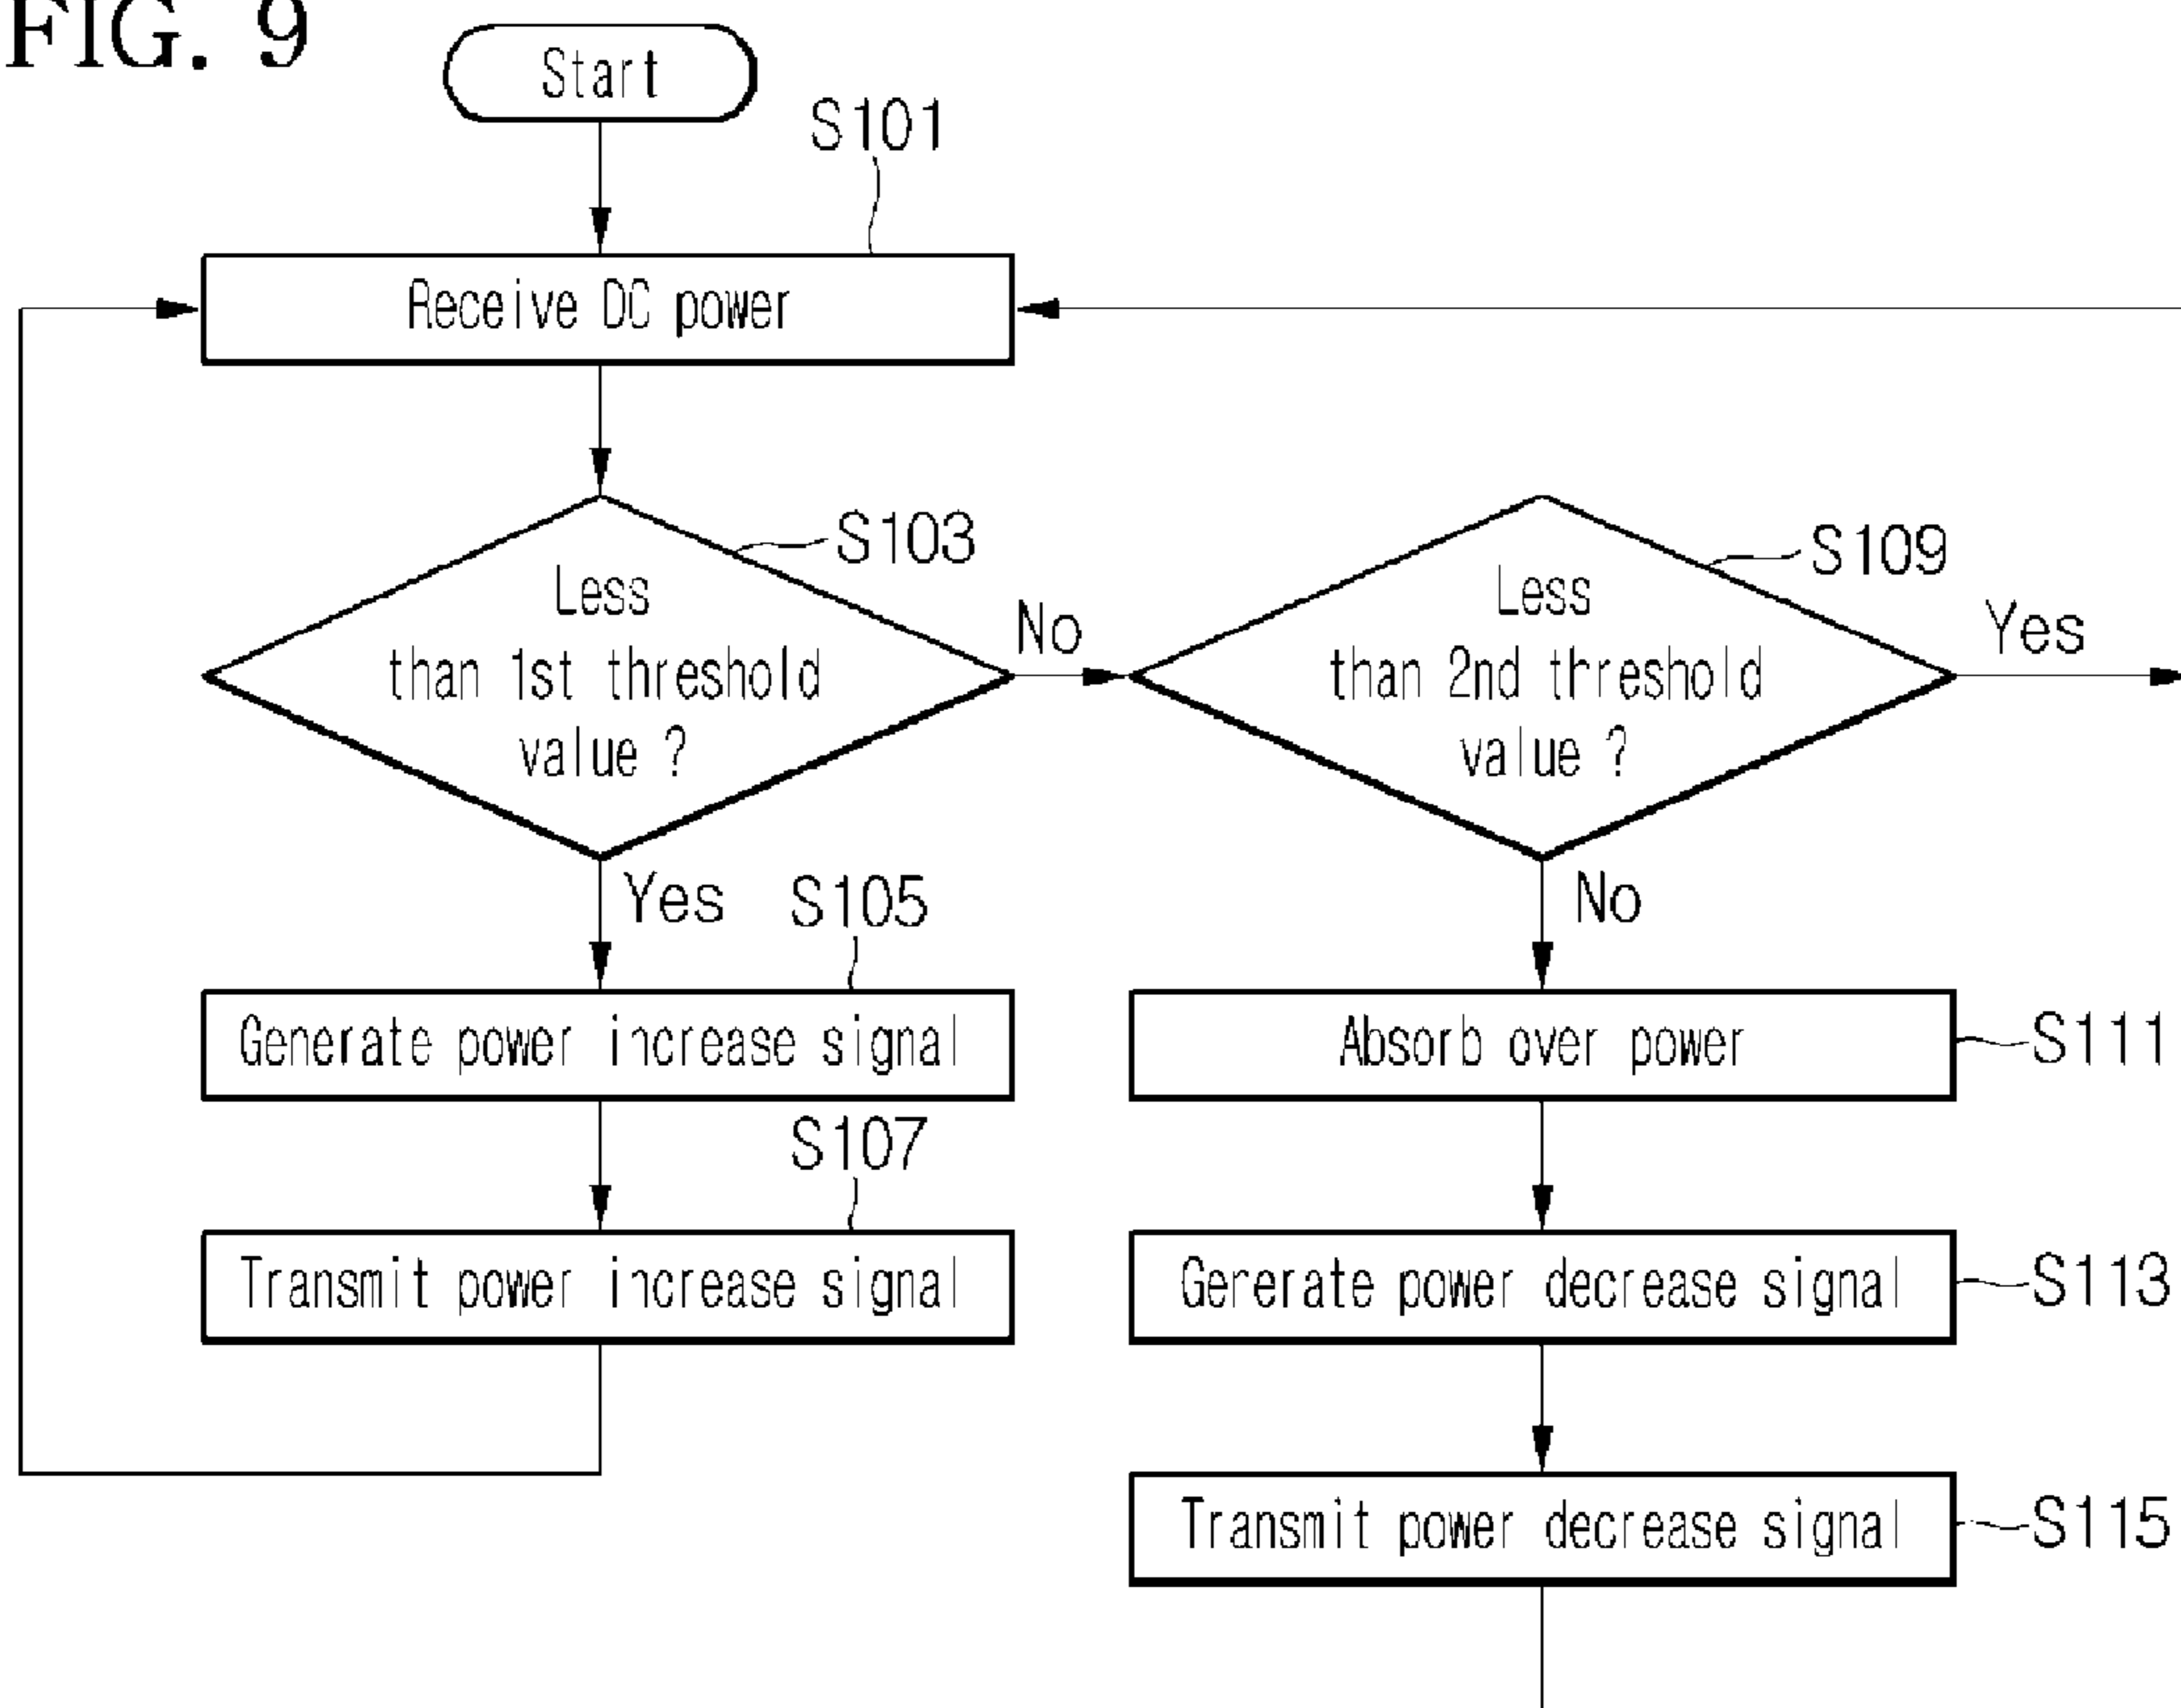 FIG. 9
Start
S101
Receive DC power
S103
Less
than 1st threshold
value ?
No
S109
Less
than 2nd threshold
value ?
Yes
Yes
S105
No
Generate power increase signal
Absorb over power
S111
S107
Transmit power increase signal
Generate power decrease signal
S113
Transmit power decrease signal
S115